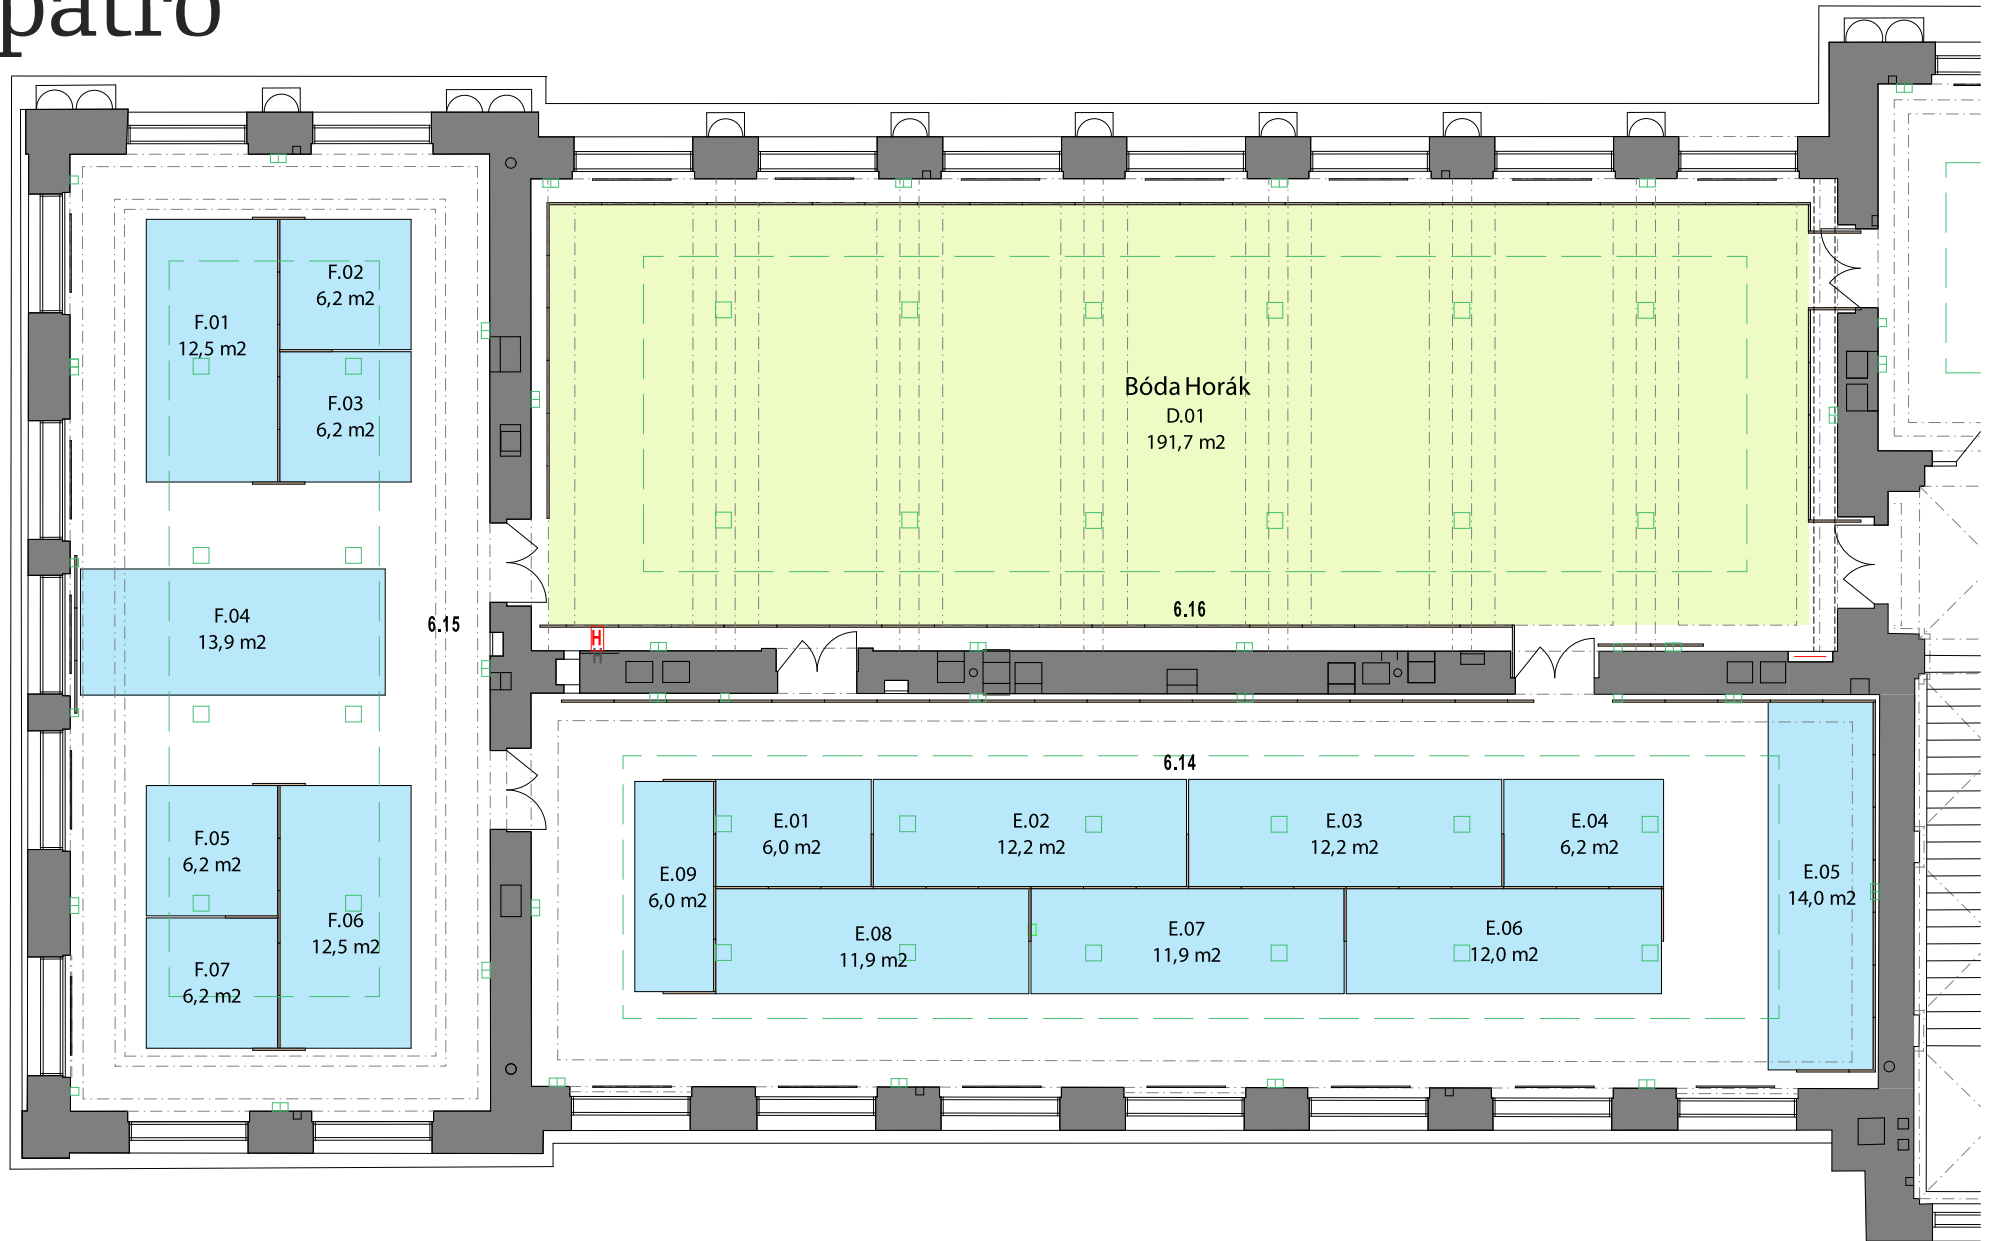 patro
F.01
12,5 m2
F.02
6,2 m2
F.03
6,2 m2
F.04
13,9 m2
6.15
F.05
6,2 m2
F.06
12,5 m2
F.07
6,2 m2
Bóda Horák
D.01
191,7 m2
6.16
H
6.14
E.01
6,0 m2
E.02
12,2 m2
E.03
12,2 m2
E.04
6,2 m2
E.05
14,0 m2
E.09
6,0 m2
E.08
11,9 m2
E.07
11,9 m2
E.06
12,0 m2